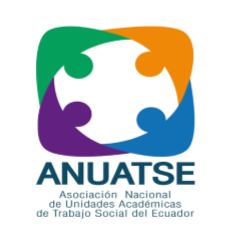 ANUATSE
Asociación Nacional
de Unidades Académicas
de Trabajo Social del Ecuador